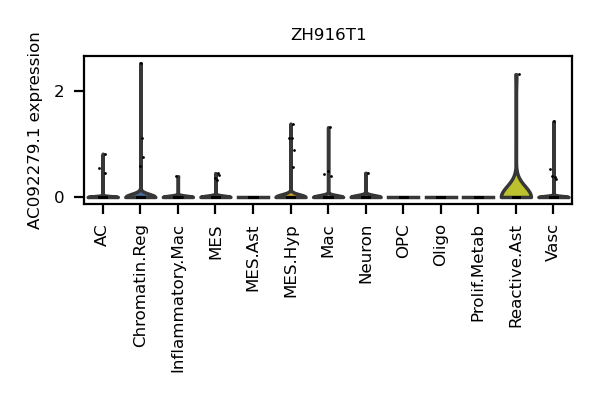 ZH916T1
AC092279.1 expression
2
0
AC
Chromatin.Reg
Inflammatory.Mac
MES
MES.Ast
MES.Hyp
Mac
Neuron
OPC
Oligo
Prolif.Metab
Reactive.Ast
Vasc